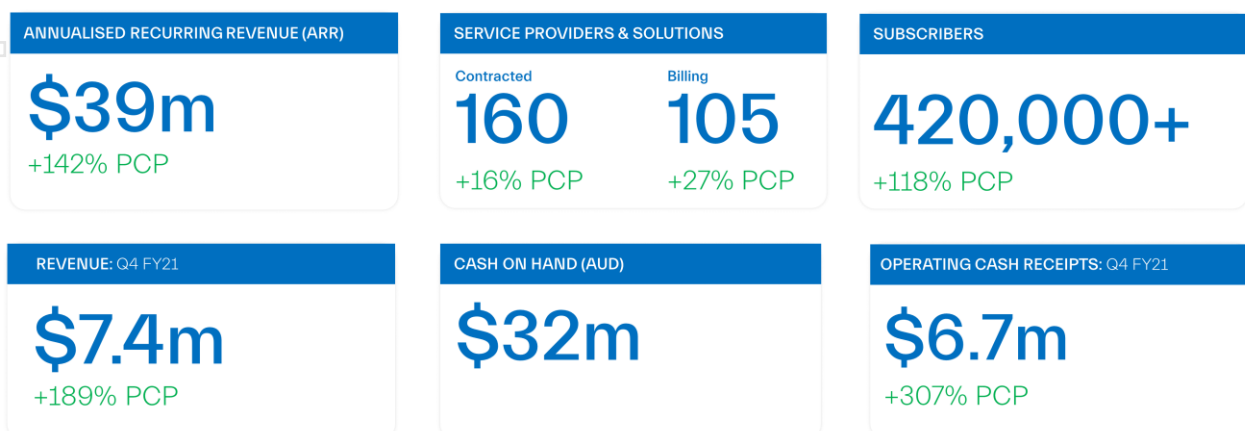 ANNUALISED RECURRING REVENUE (ARR)
$39m
+142% PCP
SERVICE PROVIDERS & SOLUTIONS
Contracted
160
+16% PCP
Billing
105
+27% PCP
SUBSCRIBERS
420,000+
+118% PCP
REVENUE: Q4 FY21
$7.4m
+189% PCP
CASH ON HAND (AUD)
$32m
OPERATING CASH RECEIPTS: Q4 FY21
$6.7m
+307% PCP